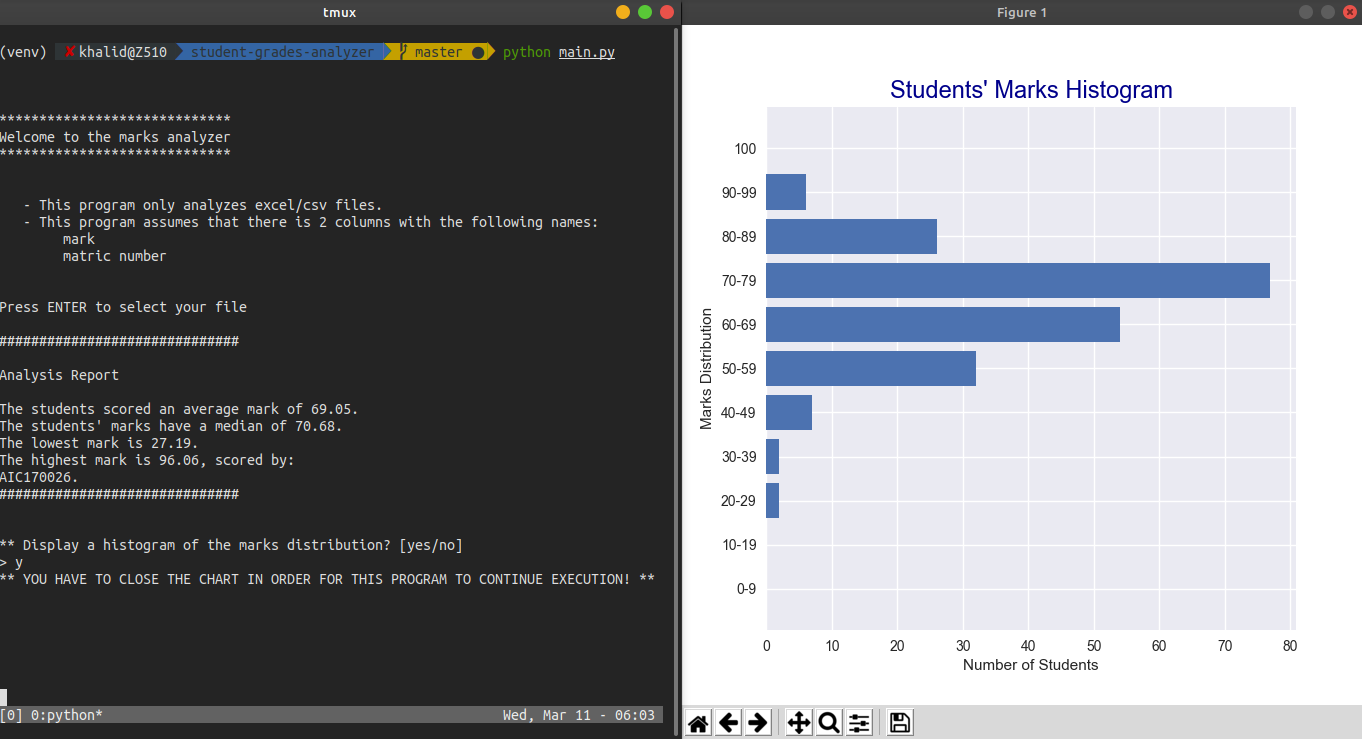 tmux
(venv) ✘khalid@Z510 student-grades-analyzer master ● python main.py
*****************************
Welcome to the marks analyzer
*****************************
- This program only analyzes excel/csv files.
- This program assumes that there is 2 columns with the following names:
mark
matric number
Press ENTER to select your file
##############################
Analysis Report
The students scored an average mark of 69.05.
The students' marks have a median of 70.68.
The lowest mark is 27.19.
The highest mark is 96.06, scored by:
AIC170026.
##############################
** Display a histogram of the marks distribution? [yes/no]
> y
** YOU HAVE TO CLOSE THE CHART IN ORDER FOR THIS PROGRAM TO CONTINUE EXECUTION! **
[0] 0:python* Wed, Mar 11 - 06:03
Figure 1
Students' Marks Histogram
Marks Distribution
100
90-99
80-89
70-79
60-69
50-59
40-49
30-39
20-29
10-19
0-9
0 10 20 30 40 50 60 70 80
Number of Students